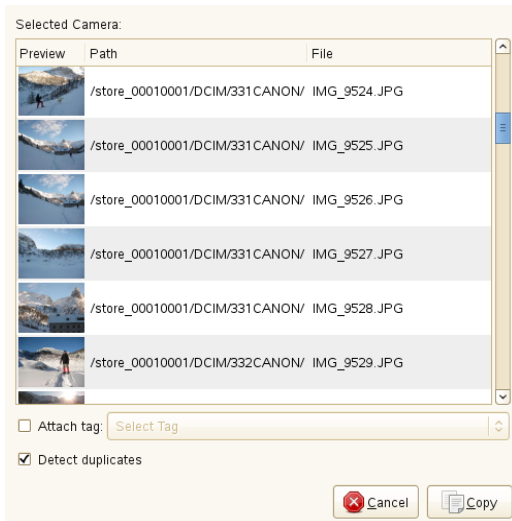 Selected Camera:
Preview Path File
/store_00010001/DCIM/331CANON/ IMG_9524.JPG
/store_00010001/DCIM/331CANON/ IMG_9525.JPG
/store_00010001/DCIM/331CANON/ IMG_9526.JPG
/store_00010001/DCIM/331CANON/ IMG_9527.JPG
/store_00010001/DCIM/331CANON/ IMG_9528.JPG
/store_00010001/DCIM/332CANON/ IMG_9529.JPG
Attach tag: Select Tag
Detect duplicates
Cancel Copy